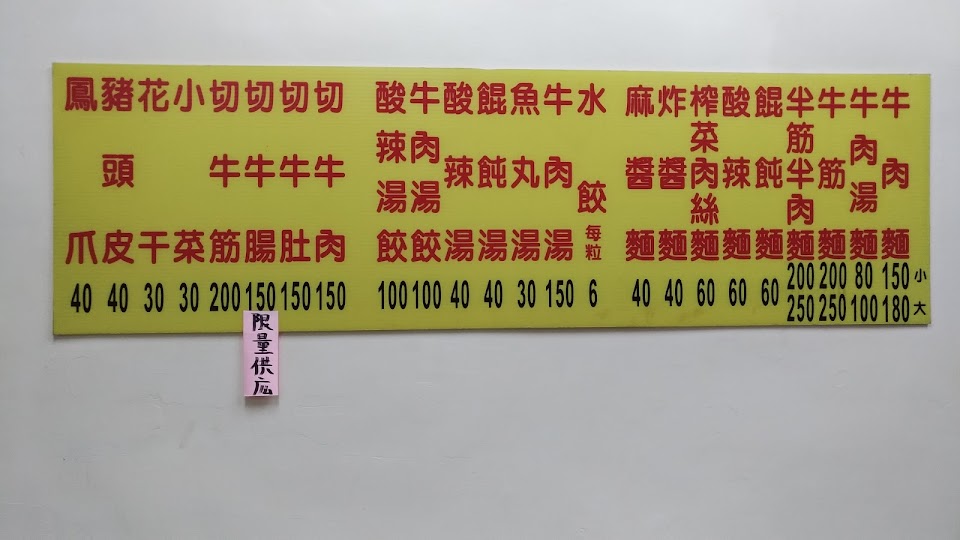 小 大
牛肉麵 150 180
牛肉湯麵 80 100
牛筋麵 200 250
半筋半肉麵 200 250
餛飩麵 60
酸辣麵 60
榨菜肉絲麵 60
炸醬麵 40
麻醬麵 40
水餃每粒 6
牛肉湯 150
魚丸湯 30
餛飩湯 40
酸辣湯 40
牛肉湯餃 100
酸辣湯餃 100
切牛肉 150
切牛肚 150
切牛腸 150
限量供应
切牛筋 200
小菜 30
花干 30
豬頭皮 40
鳳爪 40